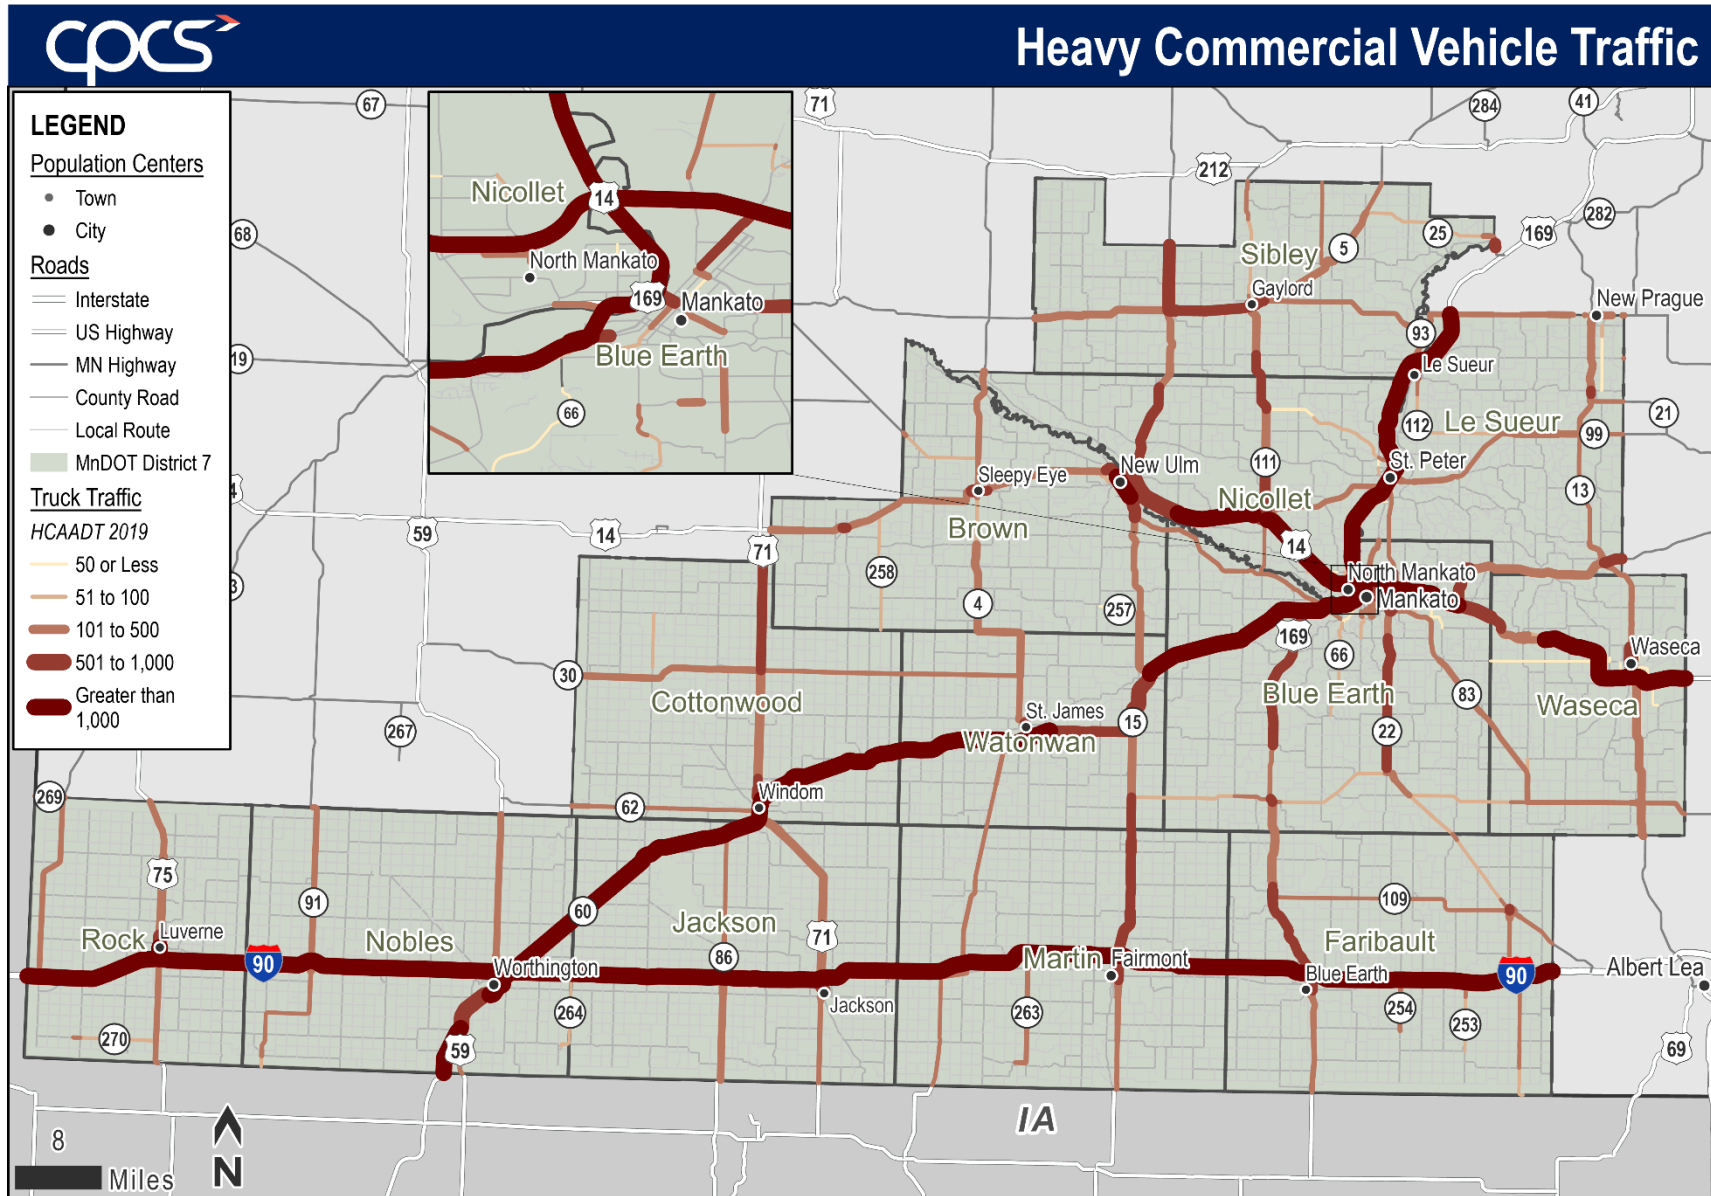 cpcs
Heavy Commercial Vehicle Traffic
LEGEND
Population Centers
Town
City
Roads
Interstate
US Highway
MN Highway
County Road
Local Route
MnDOT District 7
Truck Traffic
HCAADT 2019
50 or Less
51 to 100
101 to 500
501 to 1,000
Greater than
1,000
Nicollet
14
North Mankato
169
Mankato
Blue Earth
66
67
71
284
41
212
68
282
169
25
5
Sibley
Gaylord
New Prague
19
93
Le Sueur
112
Le Sueur
21
99
St. Peter
111
New Ulm
Sleepy Eye
13
Nicollet
4
59
14
71
Brown
14
258
3
4
257
North Mankato
Mankato
169
66
Waseca
30
Cottonwood
Blue Earth
83
Waseca
267
St. James
15
22
Watonwan
269
62
Windom
75
91
60
109
Jackson
71
Rock
Luverne
Nobles
90
86
Martin
Fairmont
Faribault
Worthington
Blue Earth
90
Albert Lea
Jackson
264
263
254
253
270
59
69
IA
8
Miles
N